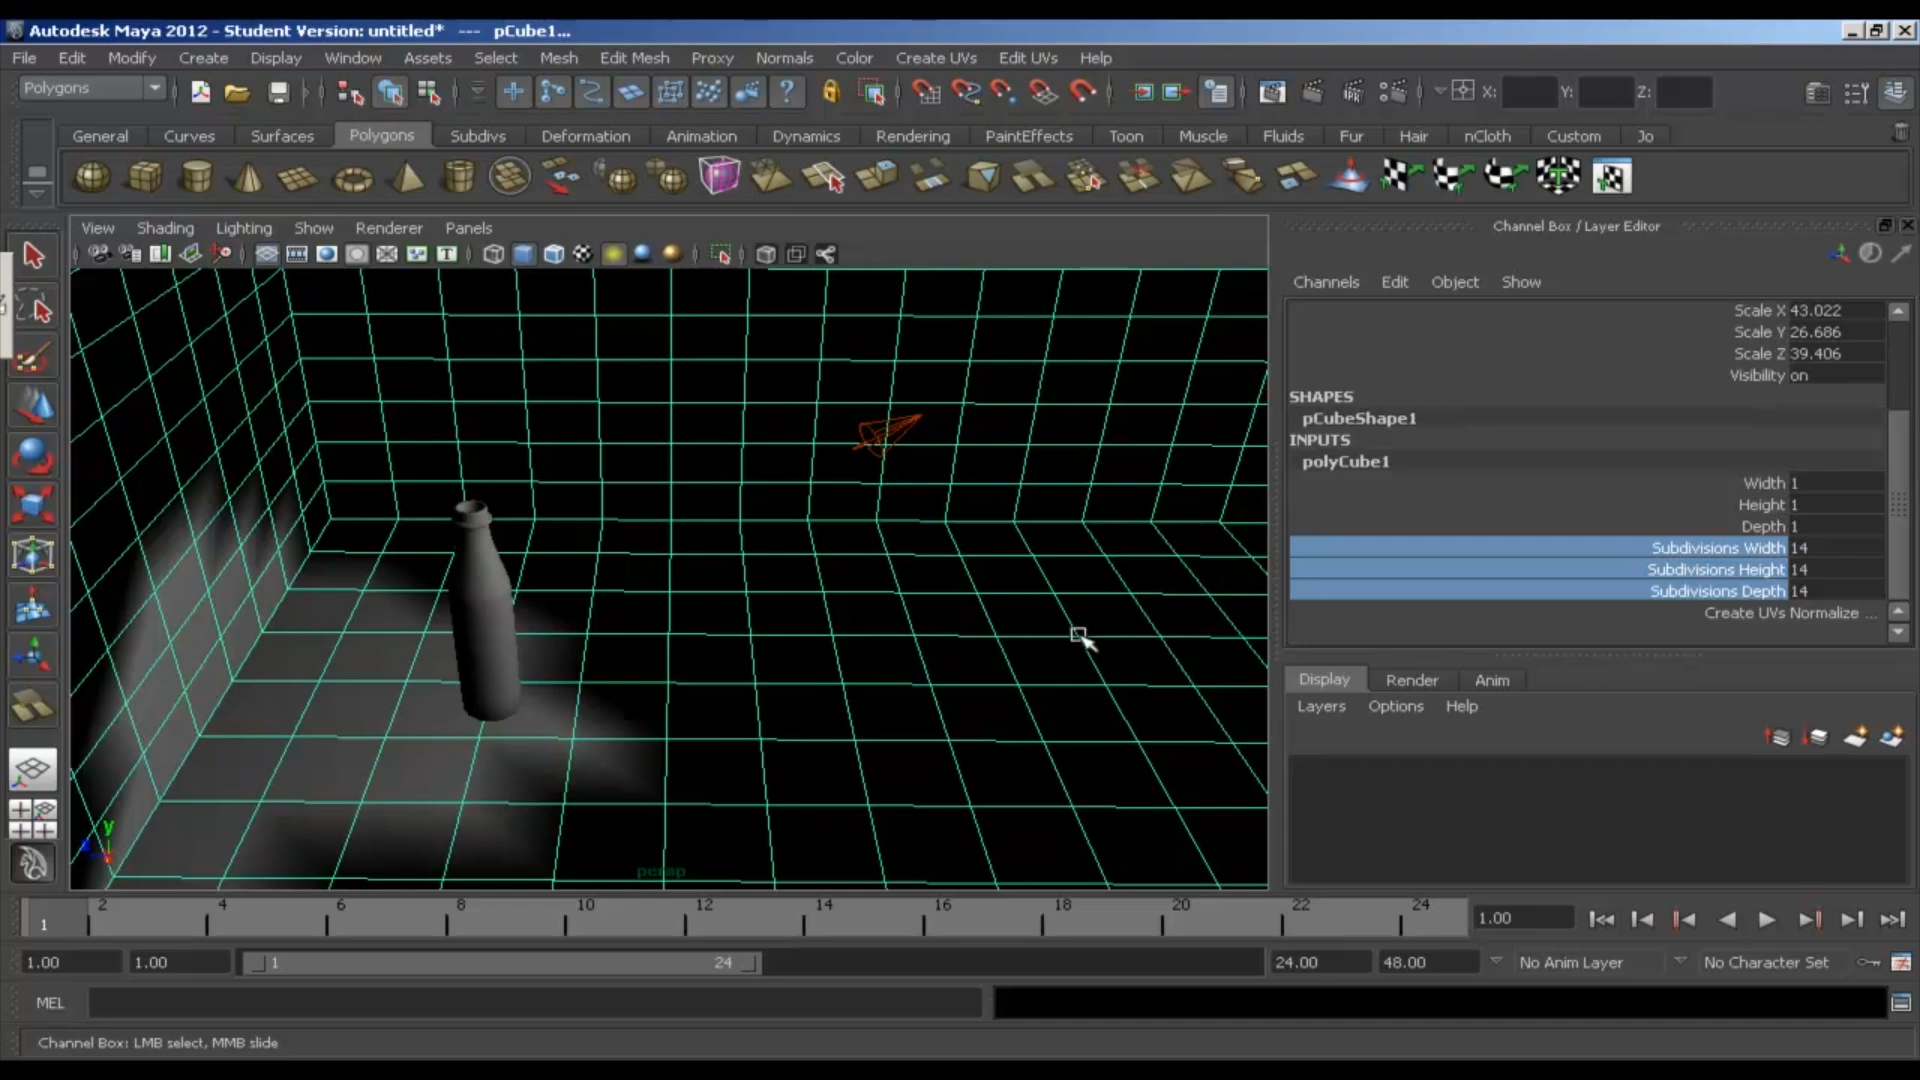 Autodesk Maya 2012 - Student Version: untitled* --- pCube1...
File Edit Modify Create Display Window Assets Select Mesh Edit Mesh Proxy Normals Color Create UVs Edit UVs Help
Polygons X: Y: Z:
General Curves Surfaces Polygons Subdivs Deformation Animation Rendering Dynamics PaintEffects Toon Muscle Fluids Fur Hair nCloth Custom Jo
View Shading Lighting Show Renderer Panels
Channel Box / Layer Editor
Channels Edit Object Show
Scale X 43.022
Scale Y 26.686
Scale Z 39.406
Visibility on
SHAPES
pCubeShape1
INPUTS
polyCube1
Width 1
Height 1
Depth 1
Subdivisions Width 14
Subdivisions Height 14
Subdivisions Depth 14
Create UVs Normalize ...
Display Render Anim
Layers Options Help
y
persp
2 4 6 8 10 12 14 16 18 20 22 24
1
1.00
1.00 1.00 1 24 24.00 48.00 No Anim Layer No Character Set
MEL
Channel Box: LMB select, MMB slide